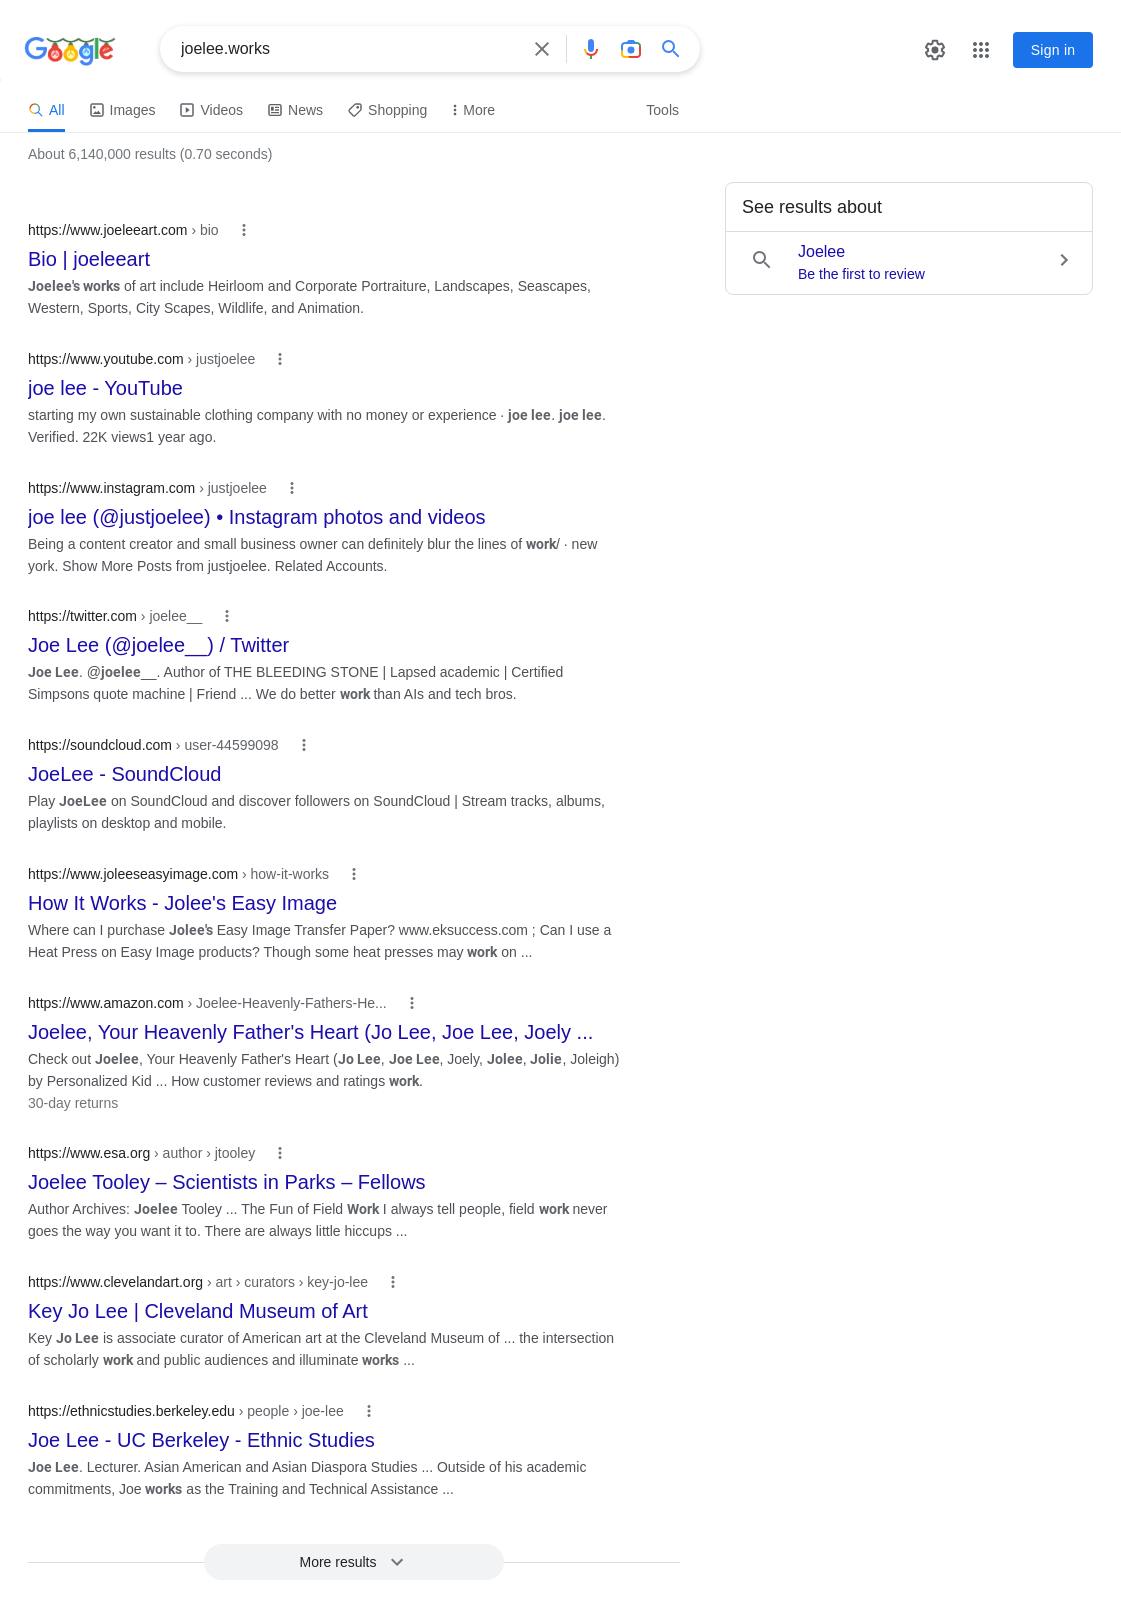 Google
joelee.works
Sign in
All
Images
Videos
News
Shopping
More
Tools
About 6,140,000 results (0.70 seconds)
See results about
Joelee
Be the first to review
https://www.joeleeart.com › bio
Bio | joeleeart
Joelee's works of art include Heirloom and Corporate Portraiture, Landscapes, Seascapes,
Western, Sports, City Scapes, Wildlife, and Animation.
https://www.youtube.com › justjoelee
joe lee - YouTube
starting my own sustainable clothing company with no money or experience · joe lee. joe lee.
Verified. 22K views1 year ago.
https://www.instagram.com › justjoelee
joe lee (@justjoelee) • Instagram photos and videos
Being a content creator and small business owner can definitely blur the lines of work/ · new
york. Show More Posts from justjoelee. Related Accounts.
https://twitter.com › joelee__
Joe Lee (@joelee__) / Twitter
Joe Lee. @joelee__. Author of THE BLEEDING STONE | Lapsed academic | Certified
Simpsons quote machine | Friend ... We do better work than AIs and tech bros.
https://soundcloud.com › user-44599098
JoeLee - SoundCloud
Play JoeLee on SoundCloud and discover followers on SoundCloud | Stream tracks, albums,
playlists on desktop and mobile.
https://www.joleeseasyimage.com › how-it-works
How It Works - Jolee's Easy Image
Where can I purchase Jolee's Easy Image Transfer Paper? www.eksuccess.com ; Can I use a
Heat Press on Easy Image products? Though some heat presses may work on ...
https://www.amazon.com › Joelee-Heavenly-Fathers-He...
Joelee, Your Heavenly Father's Heart (Jo Lee, Joe Lee, Joely ...
Check out Joelee, Your Heavenly Father's Heart (Jo Lee, Joe Lee, Joely, Jolee, Jolie, Joleigh)
by Personalized Kid ... How customer reviews and ratings work.
30-day returns
https://www.esa.org › author › jtooley
Joelee Tooley – Scientists in Parks – Fellows
Author Archives: Joelee Tooley ... The Fun of Field Work I always tell people, field work never
goes the way you want it to. There are always little hiccups ...
https://www.clevelandart.org › art › curators › key-jo-lee
Key Jo Lee | Cleveland Museum of Art
Key Jo Lee is associate curator of American art at the Cleveland Museum of ... the intersection
of scholarly work and public audiences and illuminate works ...
https://ethnicstudies.berkeley.edu › people › joe-lee
Joe Lee - UC Berkeley - Ethnic Studies
Joe Lee. Lecturer. Asian American and Asian Diaspora Studies ... Outside of his academic
commitments, Joe works as the Training and Technical Assistance ...
More results